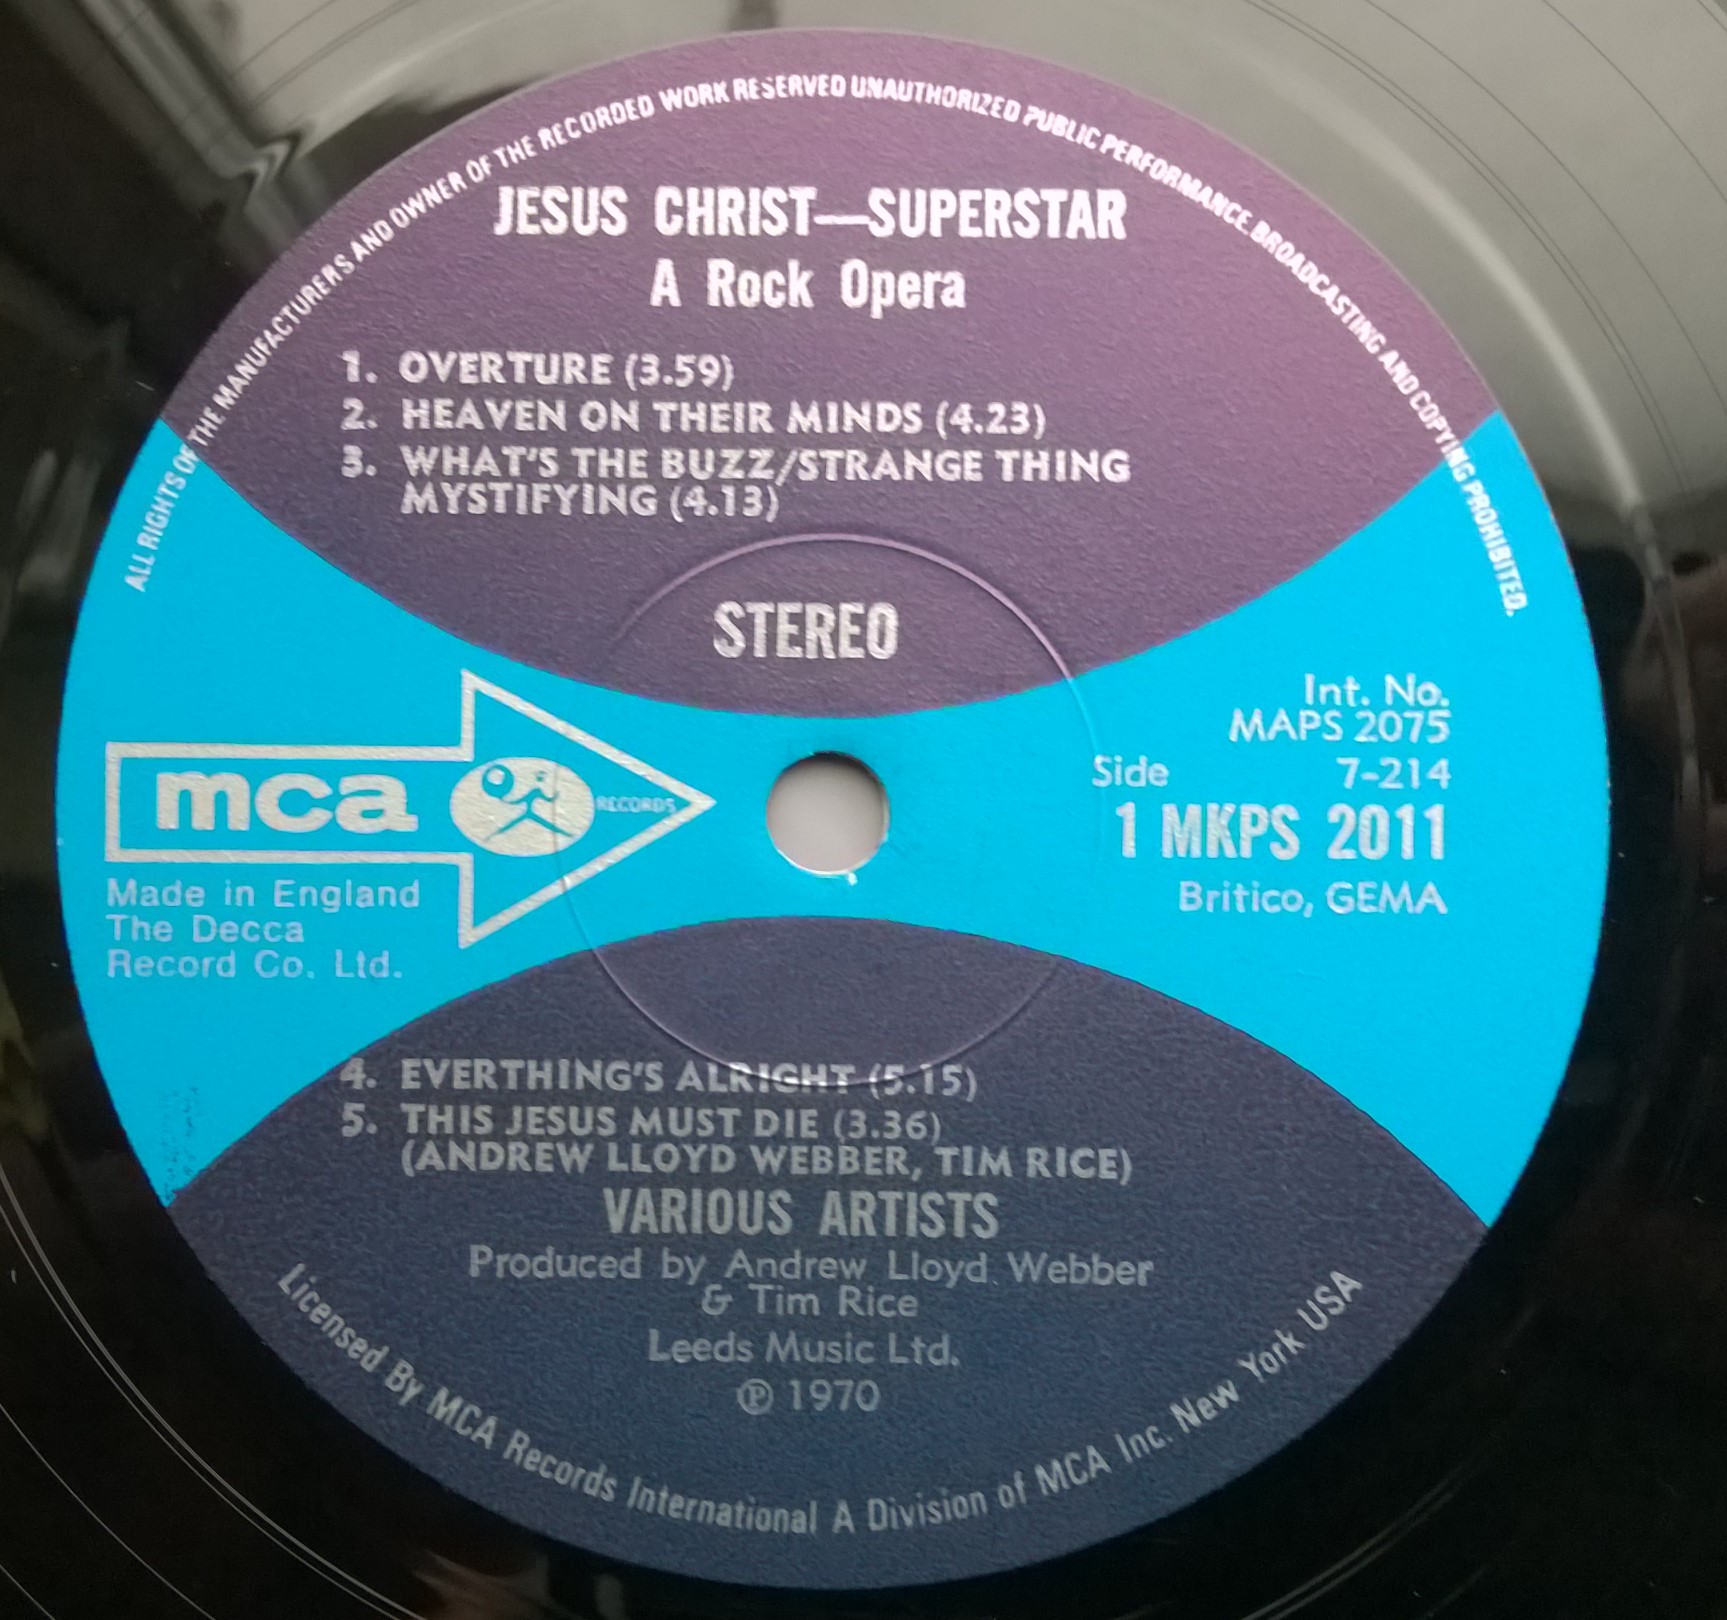 ALL RIGHTS OF THE MANUFACTURERS AND OWNER OF THE RECORDED WORK RESERVED UNAUTHORIZED PUBLIC PERFORMANCE, BROADCASTING AND COPYING PROHIBITED.
JESUS CHRIST—SUPERSTAR
A Rock Opera
1. OVERTURE (3.59)
2. HEAVEN ON THEIR MINDS (4.23)
3. WHAT'S THE BUZZ/STRANGE THING
MYSTIFYING (4.13)
STEREO
mca RECORDS
Made in England
The Decca
Record Co. Ltd.
Int. No.
MAPS 2075
Side 7-214
1 MKPS 2011
Britico, GEMA
4. EVERTHING'S ALRIGHT (5.15)
5. THIS JESUS MUST DIE (3.36)
(ANDREW LLOYD WEBBER, TIM RICE)
VARIOUS ARTISTS
Produced by Andrew Lloyd Webber
& Tim Rice
Leeds Music Ltd.
℗ 1970
Licensed By MCA Records International A Division of MCA Inc. New York USA